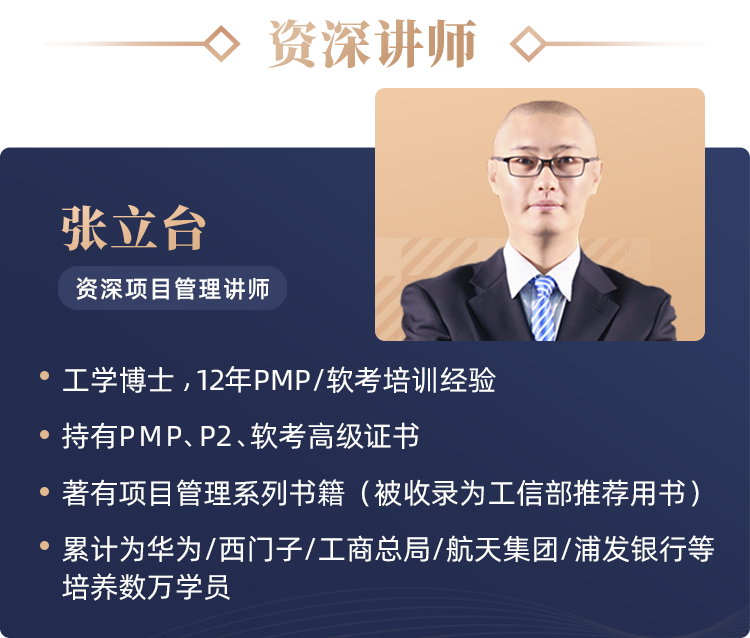 资深讲师
张立台
资深项目管理讲师
工学博士,12年PMP/软考培训经验
持有PMP、P2、软考高级证书
著有项目管理系列书籍（被收录为工信部推荐用书）
累计为华为/西门子/工商总局/航天集团/浦发银行等
培养数万学员